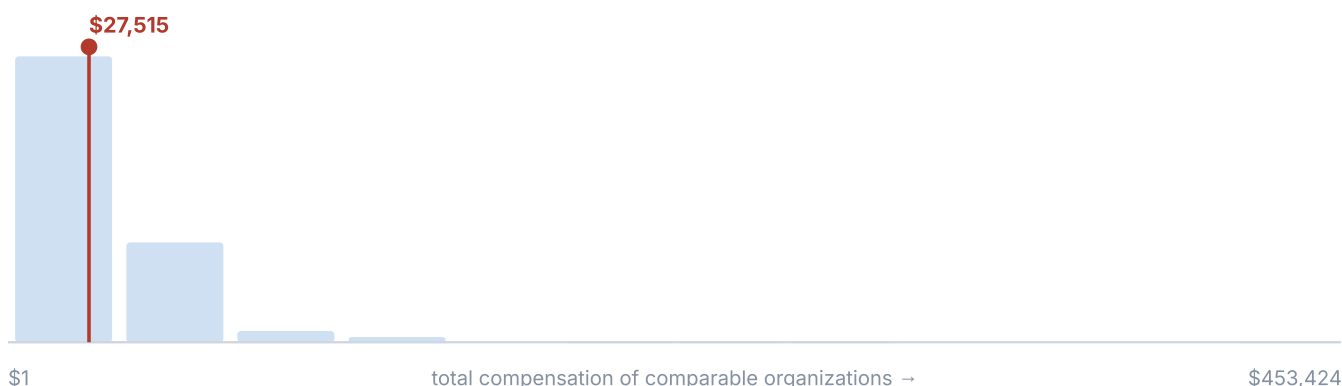 $27,515
$1 total compensation of comparable organizations → $453,424